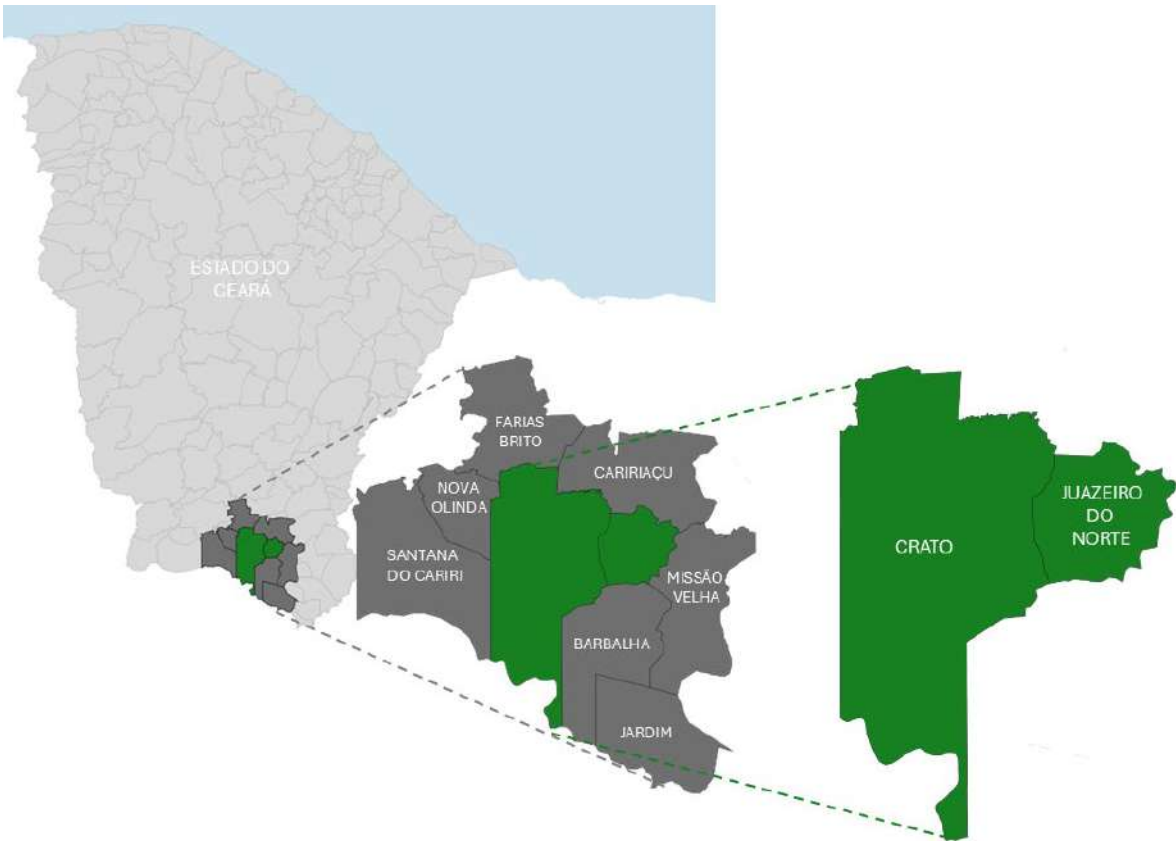 ESTADO DO
CEARÁ
FARIAS
BRITO
CARIRIAÇU
NOVA
OLINDA
SANTANA
DO CARIRI
MISSÃO
VELHA
BARBALHA
JARDIM
CRATO
JUAZEIRO
DO
NORTE